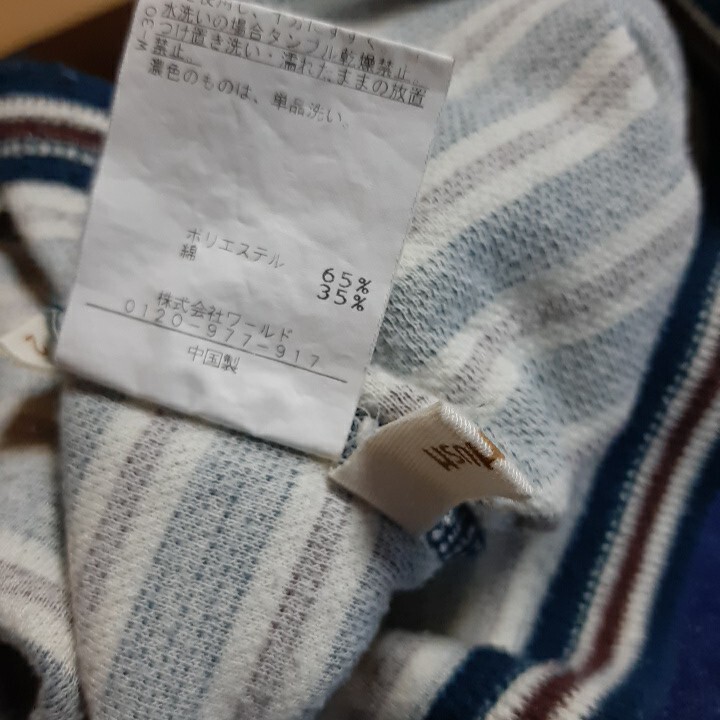 水洗いの場合タンブル乾燥禁止。
つけ置き洗い・濡れたままの放置
禁止。
濃色のものは、単品洗い。
ポリエステル 65%
綿 35%
株式会社ワールド
0120-977-917
中国製